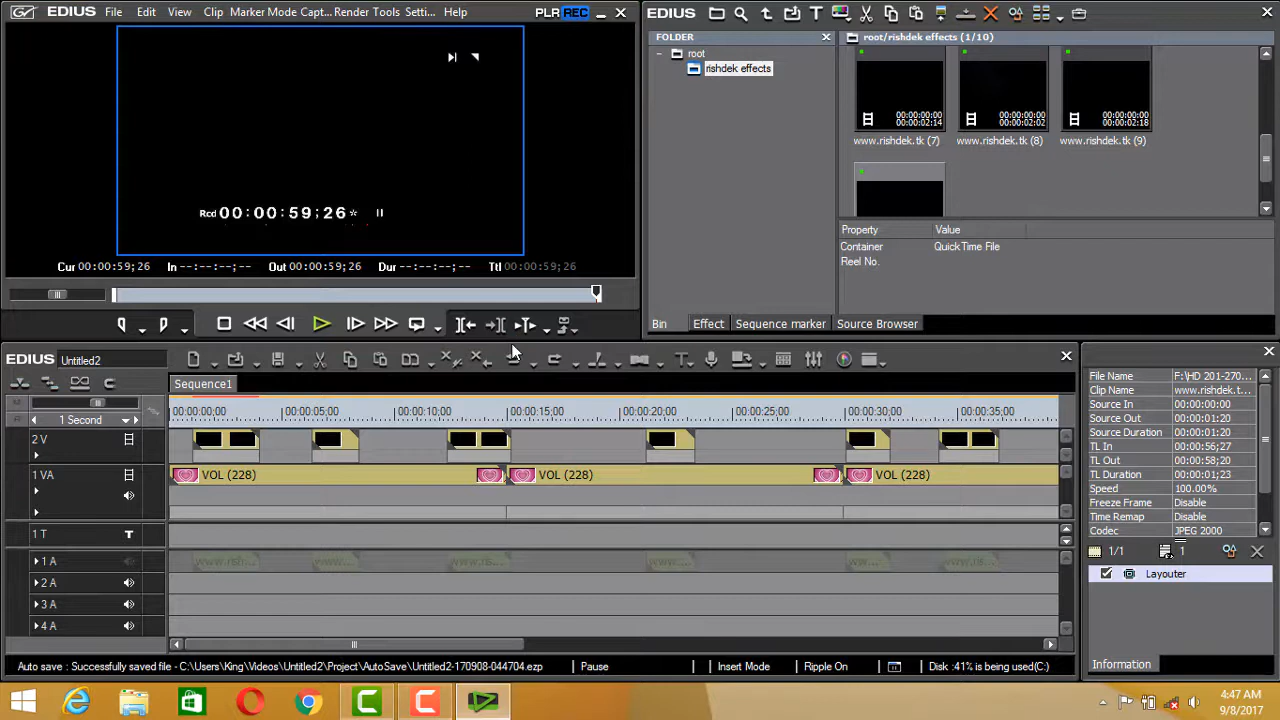 EDIUS File Edit View Clip Marker Mode Capt... Render Tools Setti... Help PLR REC
Rcd 00:00:59;26* II
Cur 00:00:59;26 In --:--:--;-- Out 00:00:59;26 Dur --:--:--;-- Ttl 00:00:59;26
EDIUS
FOLDER
root
rishdek effects
root/rishdek effects (1/10)
00:00:00:00 00:00:00:00 00:00:00:00
00:00:02:14 00:00:02:02 00:00:02:18
www.rishdek.tk (7) www.rishdek.tk (8) www.rishdek.tk (9)
Property Value
Container QuickTime File
Reel No.
Bin Effect Sequence marker Source Browser
EDIUS Untitled2
Sequence1
1 Second 00:00:00;00 00:00:05;00 00:00:10;00 00:00:15;00 00:00:20;00 00:00:25;00 00:00:30;00 00:00:35;00
2 V
1 VA VOL (228) VOL (228) VOL (228)
1 T T
1 A www.rish... www.... www.ris... www.... www... www.ris...
2 A
3 A
4 A
File Name F:\HD 201-270...
Clip Name www.rishdek.t...
Source In 00:00:00:00
Source Out 00:00:01:20
Source Duration 00:00:01:20
TL In 00:00:56;27
TL Out 00:00:58;20
TL Duration 00:00:01;23
Speed 100.00%
Freeze Frame Disable
Time Remap Disable
Codec JPEG 2000
1/1 1
Layouter
Information
Auto save : Successfully saved file - C:\Users\King\Videos\Untitled2\Project\AutoSave\Untitled2-170908-044704.ezp Pause Insert Mode Ripple On Disk :41% is being used(C:)
4:47 AM
9/8/2017